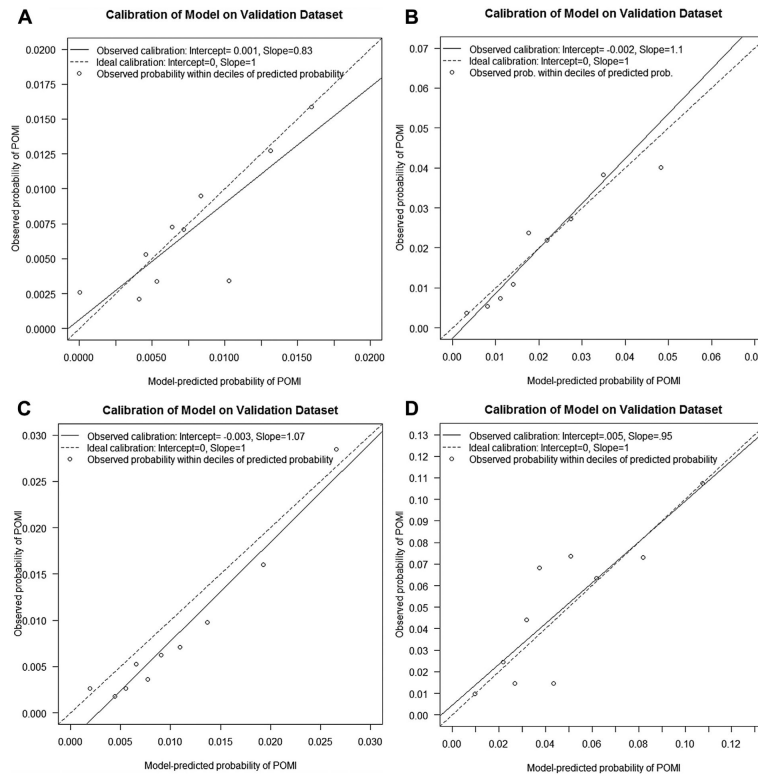 A
Calibration of Model on Validation Dataset
Observed calibration: Intercept= 0.001, Slope=0.83
Ideal calibration: Intercept=0, Slope=1
Observed probability within deciles of predicted probability
Observed probability of POMI
0.0200
0.0175
0.0150
0.0125
0.0100
0.0075
0.0050
0.0025
0.0000
0.0000 0.0050 0.0100 0.0150 0.0200
Model-predicted probability of POMI
B
Calibration of Model on Validation Dataset
Observed calibration: Intercept= -0.002, Slope=1.1
Ideal calibration: Intercept=0, Slope=1
Observed prob. within deciles of predicted prob.
Observed probability of POMI
0.07
0.06
0.05
0.04
0.03
0.02
0.01
0.00
0.00 0.01 0.02 0.03 0.04 0.05 0.06
Model-predicted probability of POMI
C
Calibration of Model on Validation Dataset
Observed calibration: Intercept= -0.003, Slope=1.07
Ideal calibration: Intercept=0, Slope=1
Observed probability within deciles of predicted probability
Observed probability of POMI
0.030
0.025
0.020
0.015
0.010
0.005
0.000
0.000 0.005 0.010 0.015 0.020 0.025 0.030
Model-predicted probability of POMI
D
Calibration of Model on Validation Dataset
Observed calibration: Intercept=.005, Slope=.95
Ideal calibration: Intercept=0, Slope=1
Observed probability within deciles of predicted probability
Observed probability of POMI
0.13
0.12
0.11
0.10
0.09
0.08
0.07
0.06
0.05
0.04
0.03
0.02
0.01
0.00
0.00 0.02 0.04 0.06 0.08 0.10 0.12
Model-predicted probability of POMI